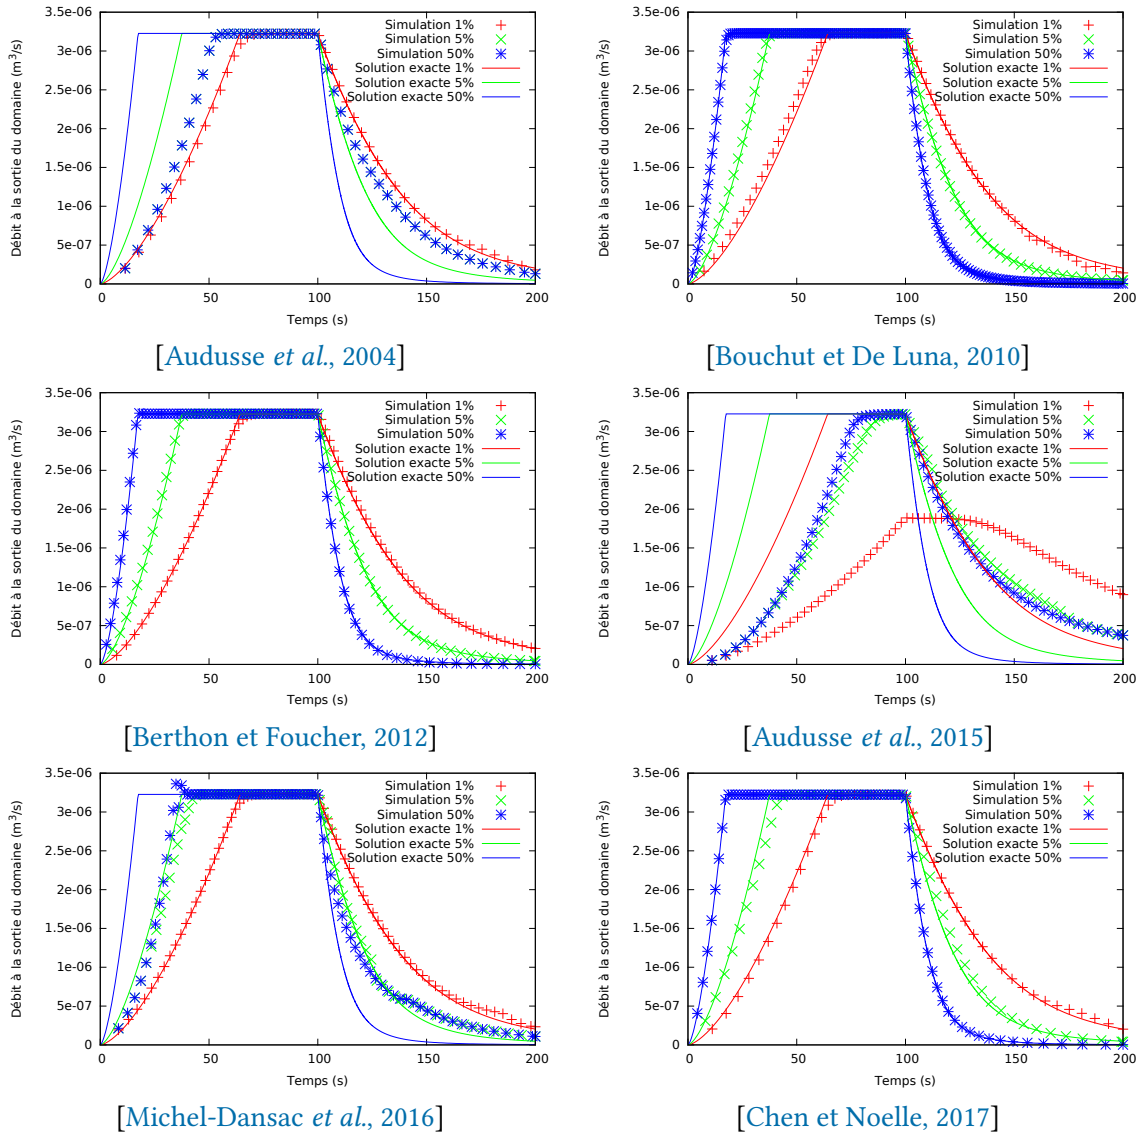 3.5e-06
3e-06
2.5e-06
2e-06
1.5e-06
1e-06
5e-07
0
0 50 100 150 200
Débit à la sortie du domaine (m³/s)
Temps (s)
Simulation 1%
Simulation 5%
Simulation 50%
Solution exacte 1%
Solution exacte 5%
Solution exacte 50%
[Audusse et al., 2004]
3.5e-06
3e-06
2.5e-06
2e-06
1.5e-06
1e-06
5e-07
0
0 50 100 150 200
Débit à la sortie du domaine (m³/s)
Temps (s)
Simulation 1%
Simulation 5%
Simulation 50%
Solution exacte 1%
Solution exacte 5%
Solution exacte 50%
[Bouchut et De Luna, 2010]
3.5e-06
3e-06
2.5e-06
2e-06
1.5e-06
1e-06
5e-07
0
0 50 100 150 200
Débit à la sortie du domaine (m³/s)
Temps (s)
Simulation 1%
Simulation 5%
Simulation 50%
Solution exacte 1%
Solution exacte 5%
Solution exacte 50%
[Berthon et Foucher, 2012]
3.5e-06
3e-06
2.5e-06
2e-06
1.5e-06
1e-06
5e-07
0
0 50 100 150 200
Débit à la sortie du domaine (m³/s)
Temps (s)
Simulation 1%
Simulation 5%
Simulation 50%
Solution exacte 1%
Solution exacte 5%
Solution exacte 50%
[Audusse et al., 2015]
3.5e-06
3e-06
2.5e-06
2e-06
1.5e-06
1e-06
5e-07
0
0 50 100 150 200
Débit à la sortie du domaine (m³/s)
Temps (s)
Simulation 1%
Simulation 5%
Simulation 50%
Solution exacte 1%
Solution exacte 5%
Solution exacte 50%
[Michel-Dansac et al., 2016]
3.5e-06
3e-06
2.5e-06
2e-06
1.5e-06
1e-06
5e-07
0
0 50 100 150 200
Débit à la sortie du domaine (m³/s)
Temps (s)
Simulation 1%
Simulation 5%
Simulation 50%
Solution exacte 1%
Solution exacte 5%
Solution exacte 50%
[Chen et Noelle, 2017]